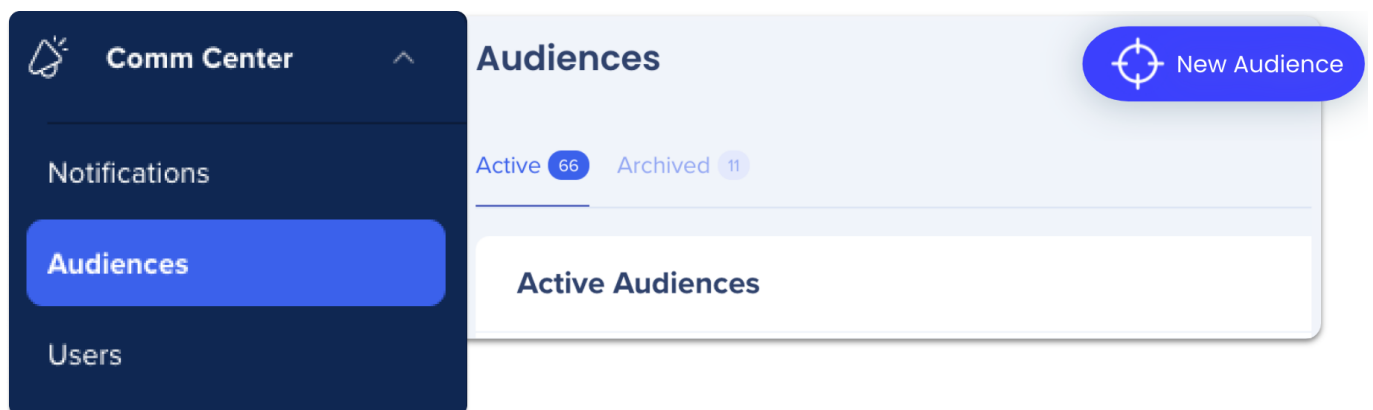 Comm Center
Notifications
Audiences
Users
Audiences
New Audience
Active 66 Archived 11
Active Audiences